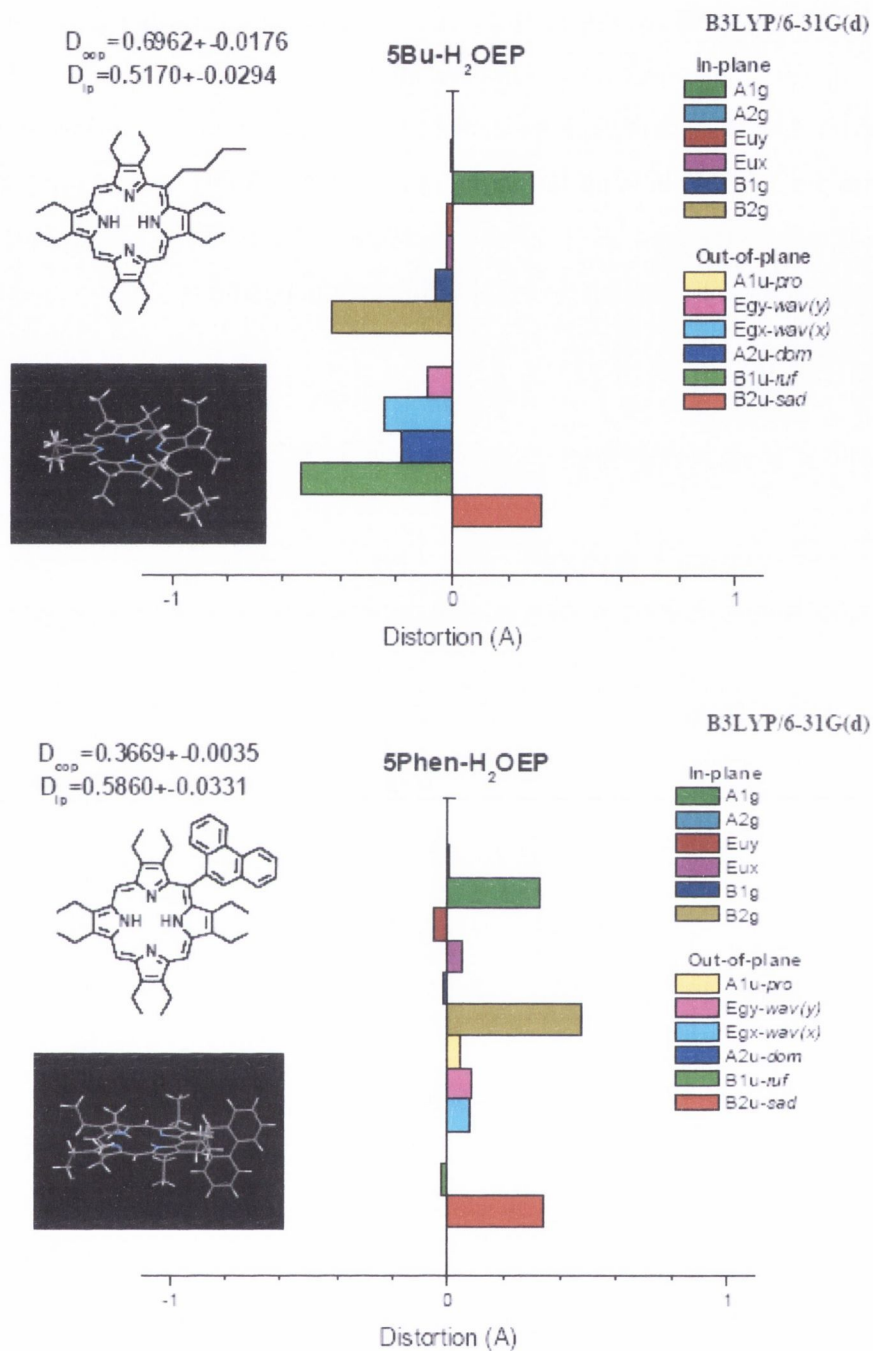 B3LYP/6-31G(d)
D_oop=0.6962+-0.0176
D_ip=0.5170+-0.0294
5Bu-H₂OEP
In-plane
A1g
A2g
Euy
Eux
B1g
B2g
Out-of-plane
A1u-pro
Egy-wav(y)
Egx-wav(x)
A2u-dom
B1u-ruf
B2u-sad
N
NH HN
N
-1 0 1
Distortion (A)
B3LYP/6-31G(d)
D_oop=0.3669+-0.0035
D_ip=0.5860+-0.0331
5Phen-H₂OEP
In-plane
A1g
A2g
Euy
Eux
B1g
B2g
Out-of-plane
A1u-pro
Egy-wav(y)
Egx-wav(x)
A2u-dom
B1u-ruf
B2u-sad
N
NH HN
N
-1 0 1
Distortion (A)